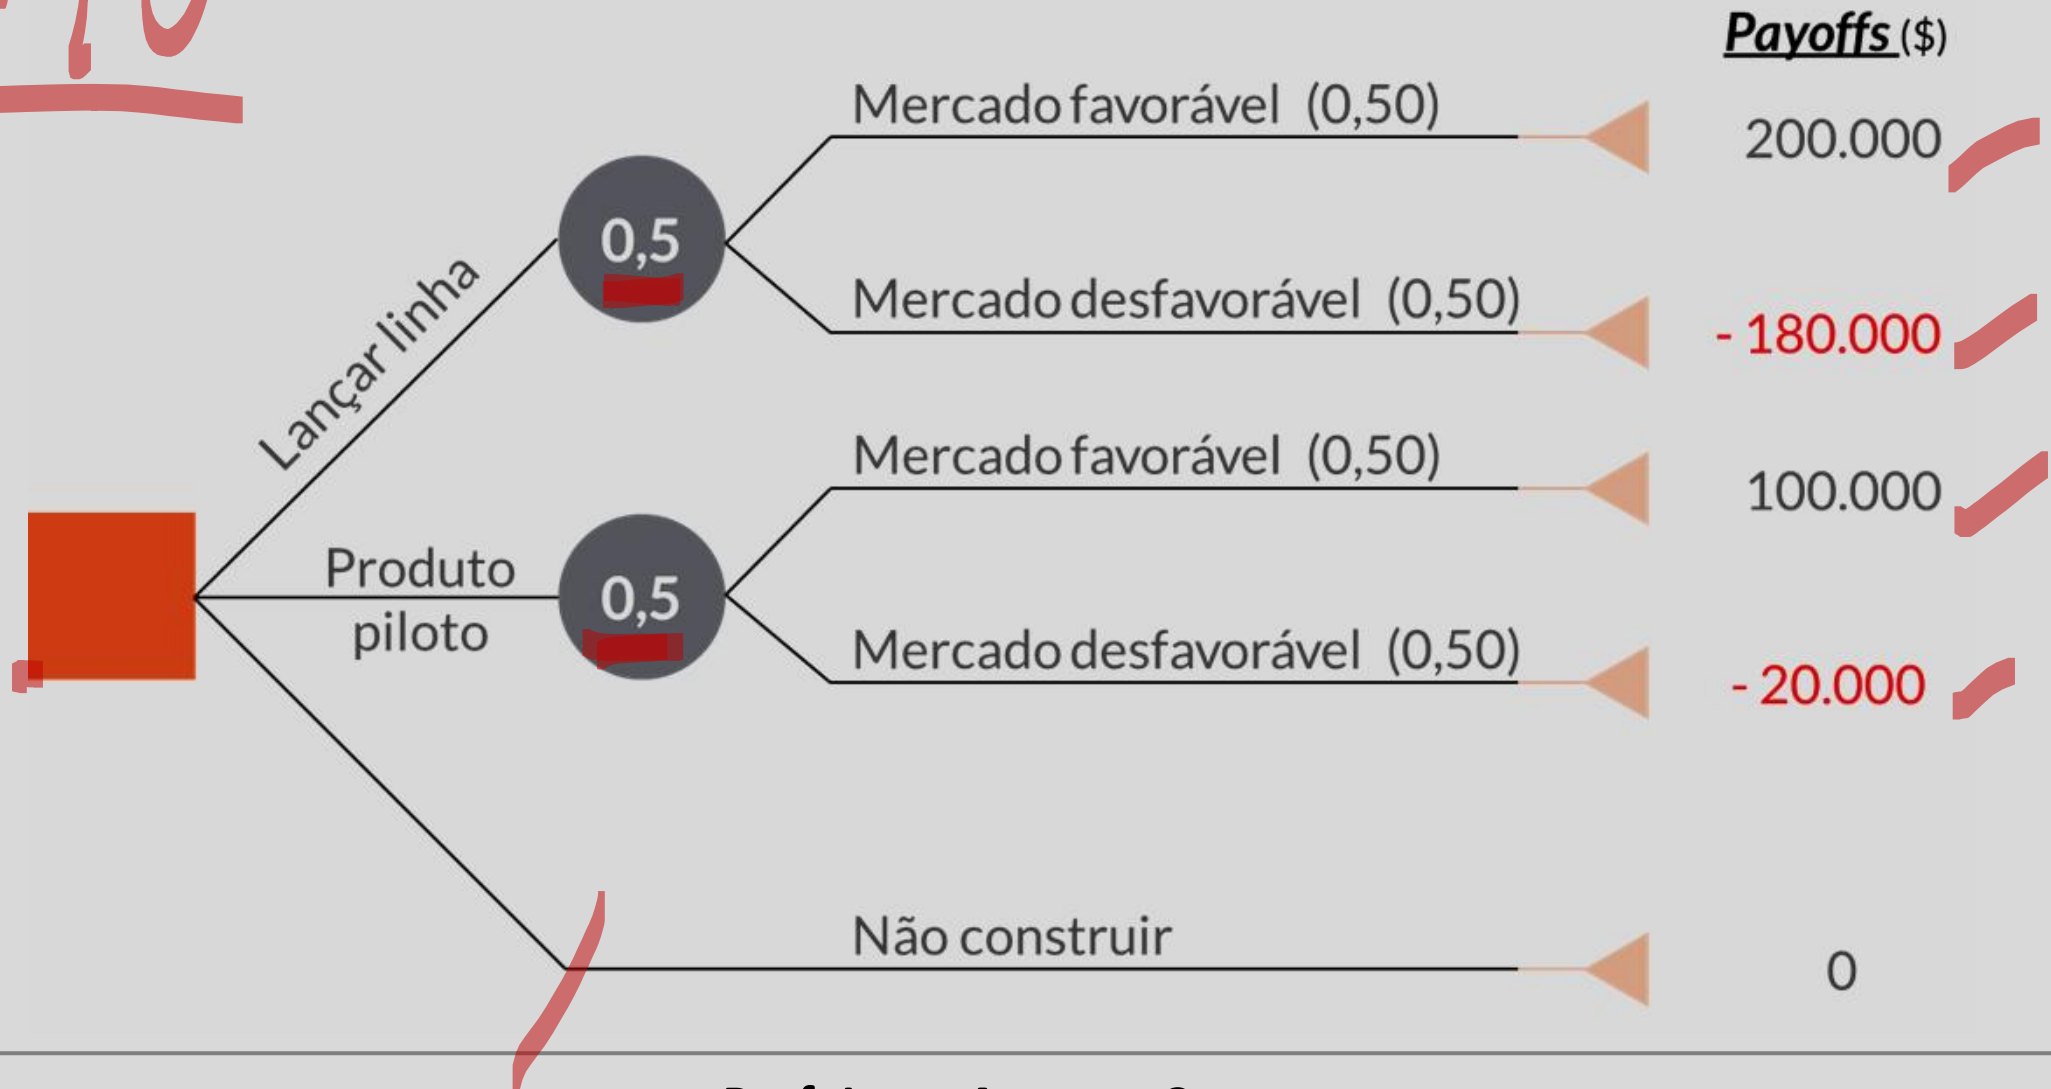 Payoffs ($)
Mercado favorável (0,50)
200.000
0,5
Lançar linha
Mercado desfavorável (0,50)
- 180.000
Mercado favorável (0,50)
100.000
Produto
piloto
0,5
Mercado desfavorável (0,50)
- 20.000
Não construir
0